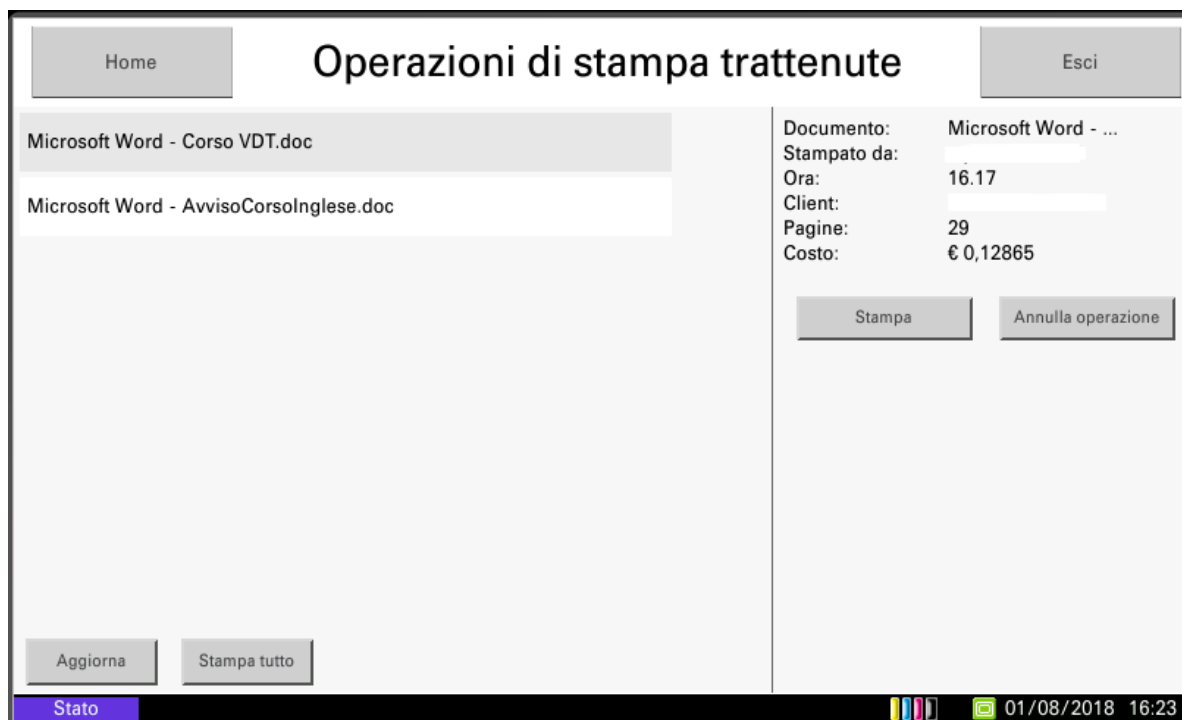 Home
Operazioni di stampa trattenute
Esci
Microsoft Word - Corso VDT.doc
Microsoft Word - AvvisoCorsoInglese.doc
Documento: Microsoft Word - ...
Stampato da:
Ora: 16.17
Client:
Pagine: 29
Costo: € 0,12865
Stampa
Annulla operazione
Aggiorna
Stampa tutto
Stato
01/08/2018 16:23